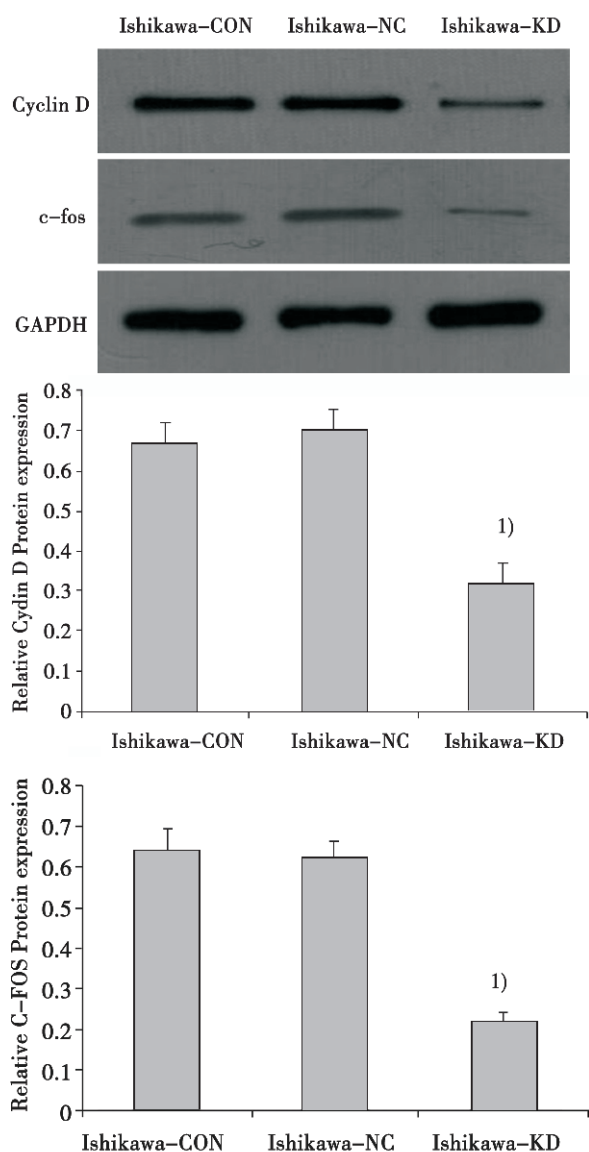 Ishikawa-CON Ishikawa-NC Ishikawa-KD
Cyclin D
c-fos
GAPDH
Relative Cydin D Protein expression
0.8
0.7
0.6
0.5
0.4
0.3
0.2
0.1
0
1)
Ishikawa-CON Ishikawa-NC Ishikawa-KD
Relative C-FOS Protein expression
0.8
0.7
0.6
0.5
0.4
0.3
0.2
0.1
0
1)
Ishikawa-CON Ishikawa-NC Ishikawa-KD